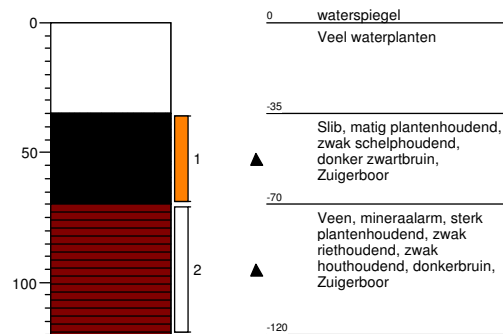 0
50
100
1
2
0 waterspiegel
Veel waterplanten
-35
Slib, matig plantenhoudend,
zwak schelphoudend,
donker zwartbruin,
Zuigerboor
-70
Veen, mineraalarm, sterk
plantenhoudend, zwak
riethoudend, zwak
houthoudend, donkerbruin,
Zuigerboor
-120